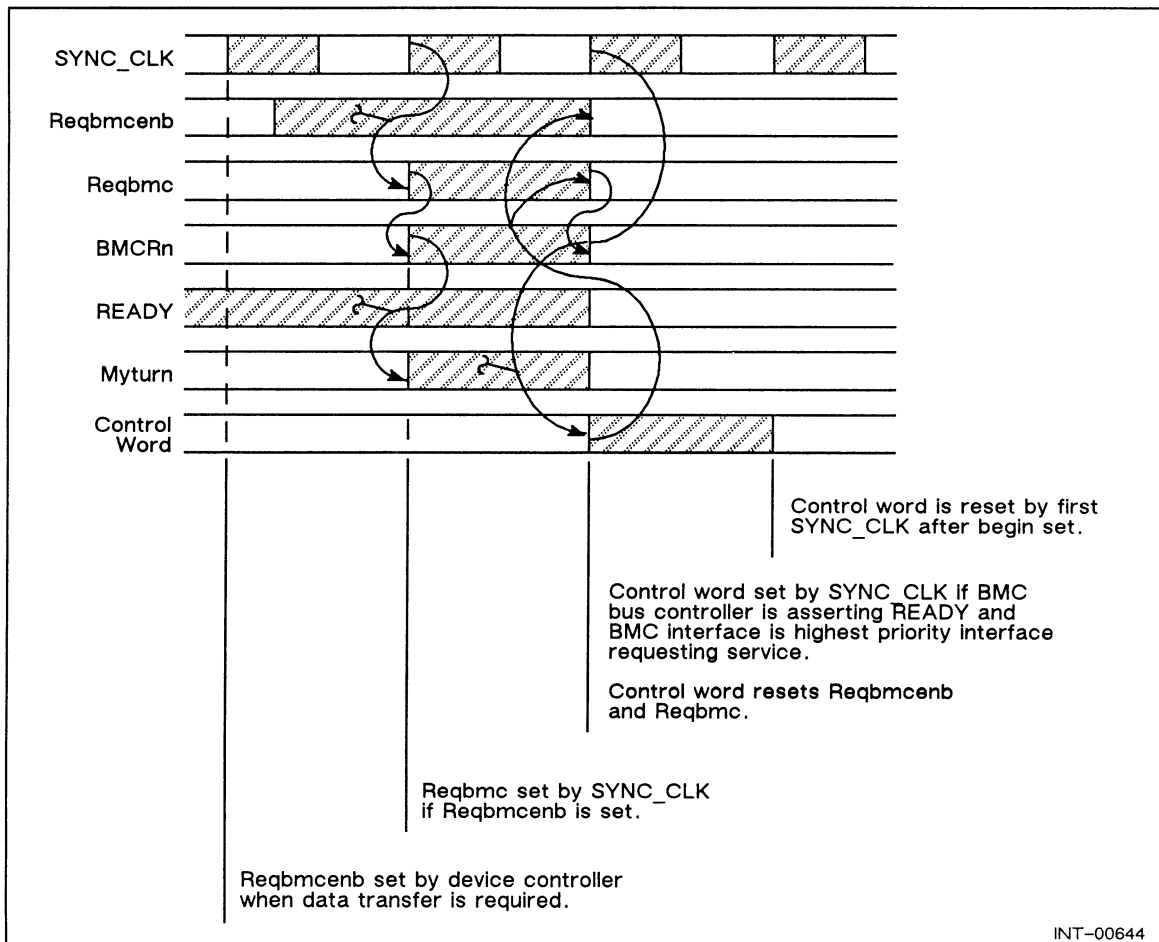 SYNC_CLK
Reqbmcenb
Reqbmc
BMCRn
READY
Myturn
Control
Word
Control word is reset by first
SYNC_CLK after begin set.
Control word set by SYNC_CLK if BMC
bus controller is asserting READY and
BMC interface is highest priority interface
requesting service.
Control word resets Reqbmcenb
and Reqbmc.
Reqbmc set by SYNC_CLK
if Reqbmcenb is set.
Reqbmcenb set by device controller
when data transfer is required.
INT-00644